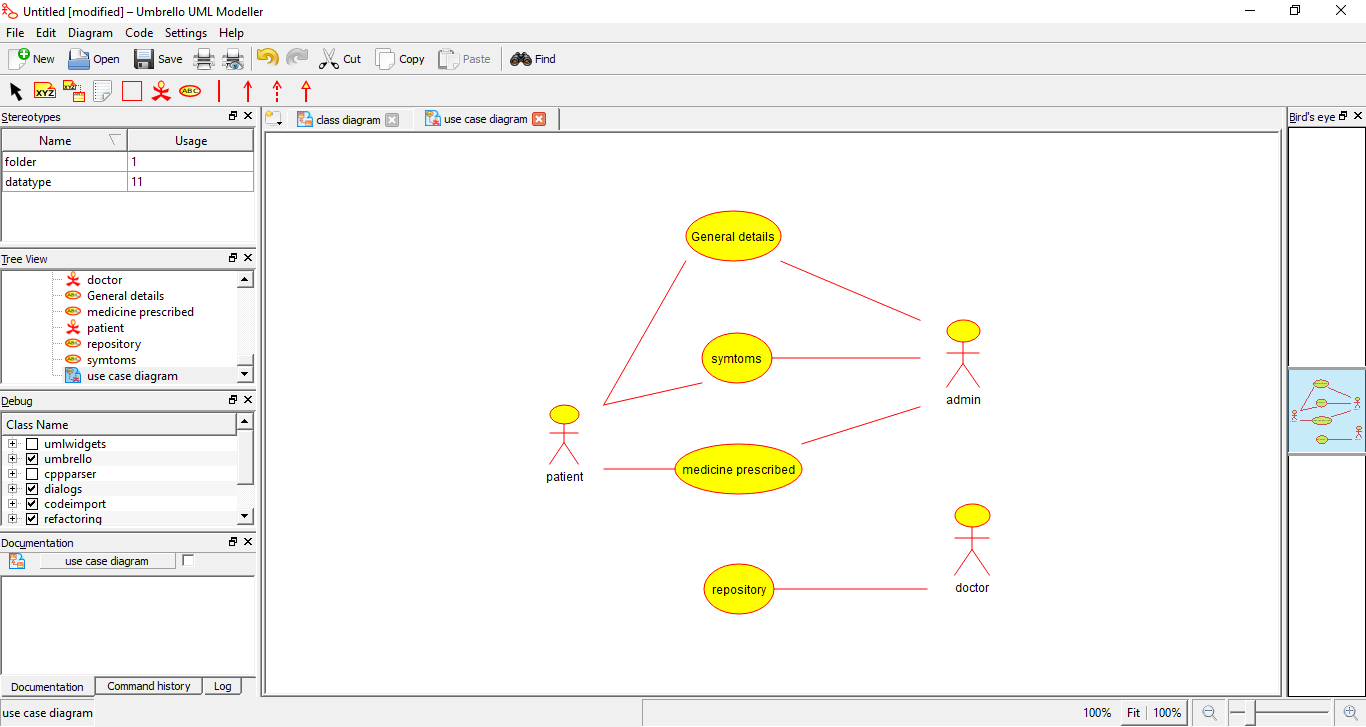 Untitled [modified] – Umbrello UML Modeller
File Edit Diagram Code Settings Help
New Open Save Cut Copy Paste Find
XYZ XYZ ABC
Stereotypes
Name Usage
folder 1
datatype 11
Tree View
doctor
General details
medicine prescribed
patient
repository
symtoms
use case diagram
Debug
Class Name
umlwidgets
umbrello
cppparser
dialogs
codeimport
refactoring
Documentation
use case diagram
Documentation Command history Log
class diagram use case diagram
General details
symtoms
admin
patient
medicine prescribed
repository
doctor
Bird's eye
use case diagram
100% Fit 100%